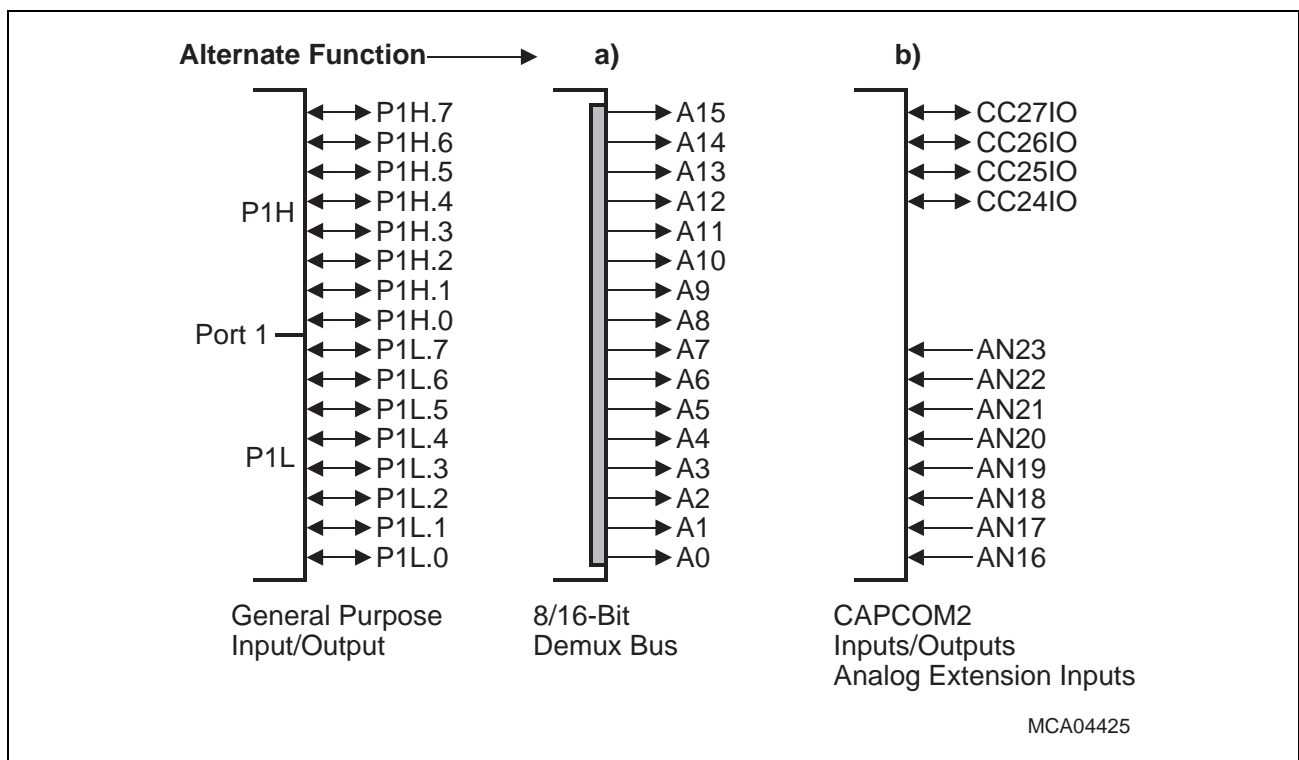 Alternate Function a) b)
P1H.7 A15 CC27IO
P1H.6 A14 CC26IO
P1H.5 A13 CC25IO
P1H.4 A12 CC24IO
P1H
P1H.3 A11
P1H.2 A10
P1H.1 A9
P1H.0 A8
Port 1
P1L.7 A7 AN23
P1L.6 A6 AN22
P1L.5 A5 AN21
P1L.4 A4 AN20
P1L
P1L.3 A3 AN19
P1L.2 A2 AN18
P1L.1 A1 AN17
P1L.0 A0 AN16
General Purpose
Input/Output
8/16-Bit
Demux Bus
CAPCOM2
Inputs/Outputs
Analog Extension Inputs
MCA04425